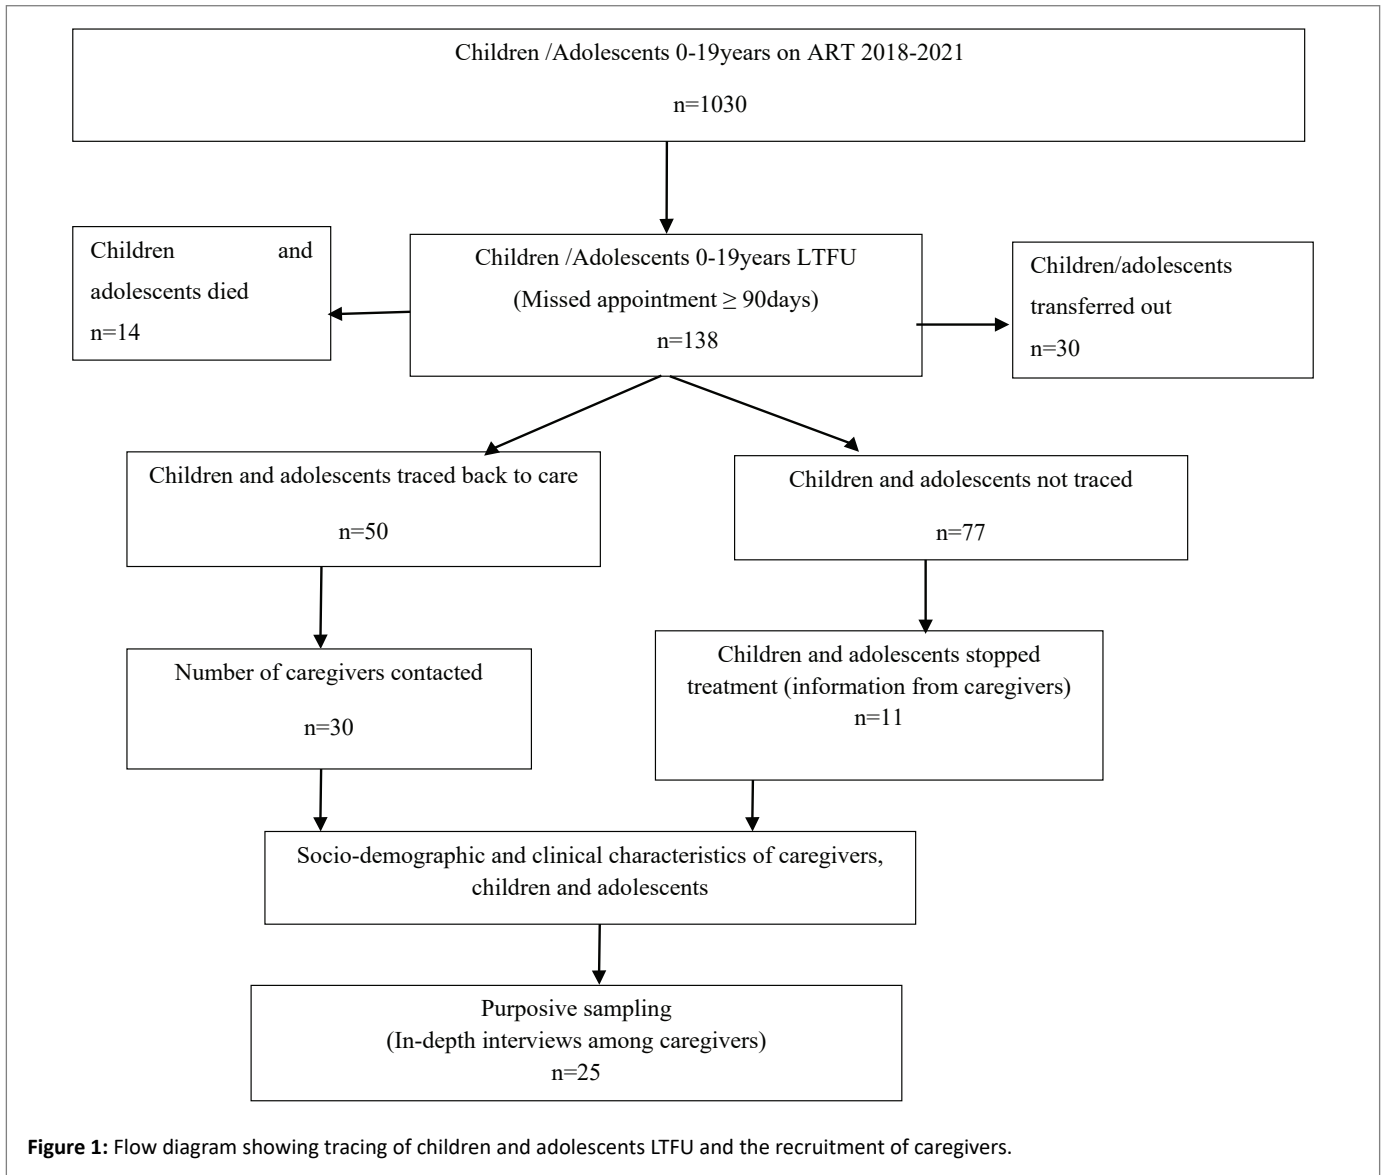 Children /Adolescents 0-19years on ART 2018-2021
n=1030
Children and
adolescents died
n=14
Children /Adolescents 0-19years LTFU
(Missed appointment ≥ 90days)
n=138
Children/adolescents
transferred out
n=30
Children and adolescents traced back to care
n=50
Children and adolescents not traced
n=77
Number of caregivers contacted
n=30
Children and adolescents stopped
treatment (information from caregivers)
n=11
Socio-demographic and clinical characteristics of caregivers,
children and adolescents
Purposive sampling
(In-depth interviews among caregivers)
n=25
Figure 1: Flow diagram showing tracing of children and adolescents LTFU and the recruitment of caregivers.